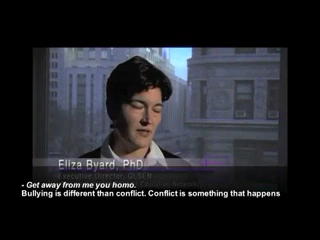 Eliza Byard, PhD
Executive Director, GLSEN
- Get away from me you homo.
Bullying is different than conflict. Conflict is something that happens